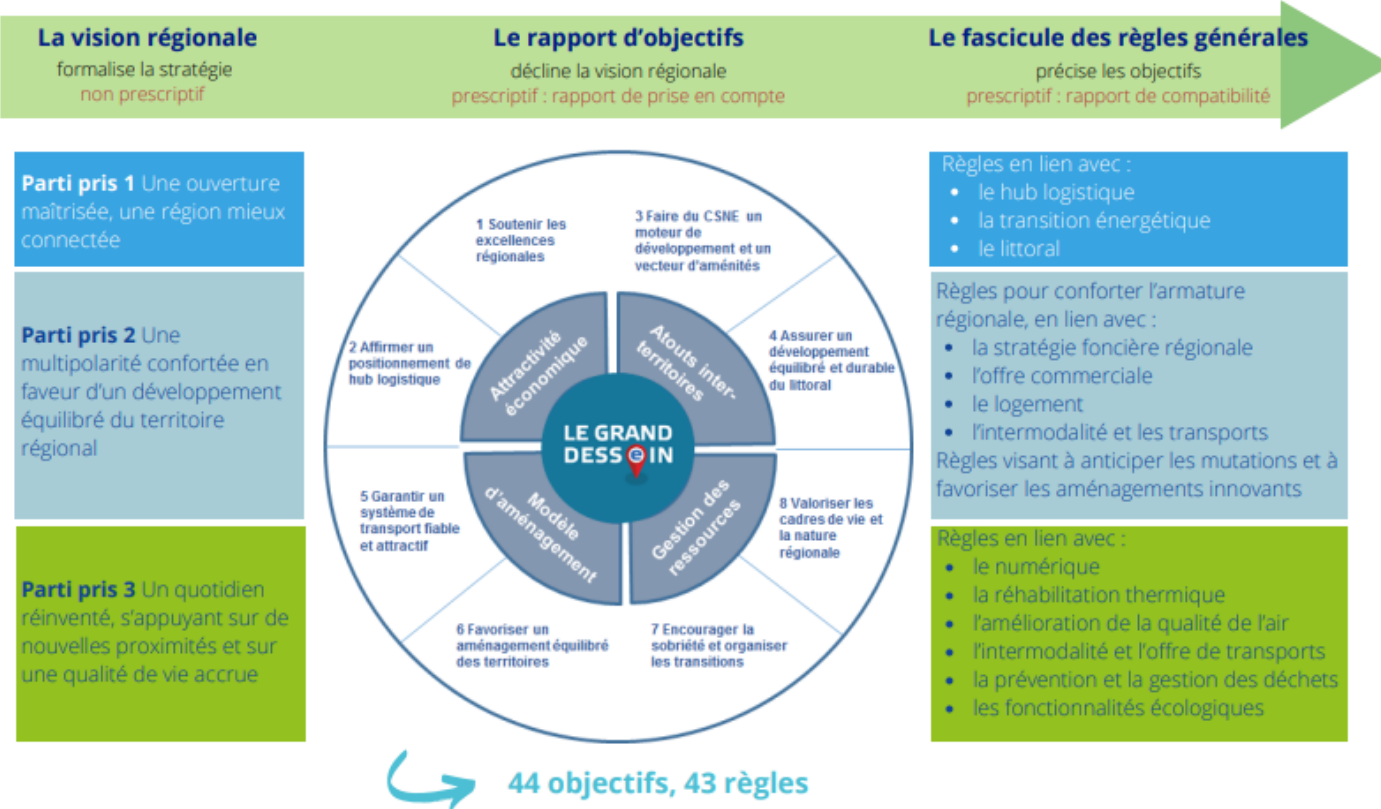 La vision régionale
formalise la stratégie
non prescriptif
Le rapport d'objectifs
décline la vision régionale
prescriptif : rapport de prise en compte
Le fascicule des règles générales
précise les objectifs
prescriptif : rapport de compatibilité
Parti pris 1 Une ouverture
maîtrisée, une région mieux
connectée
Parti pris 2 Une
multipolarité confortée en
faveur d'un développement
équilibré du territoire
régional
Parti pris 3 Un quotidien
réinventé, s'appuyant sur de
nouvelles proximités et sur
une qualité de vie accrue
1 Soutenir les
excellences
régionales
3 Faire du CSNE un
moteur de
développement et un
vecteur d'aménités
2 Affirmer un
positionnement de
hub logistique
4 Assurer un
développement
équilibré et durable
du littoral
Attractivité
économique
Atouts inter-
territoires
LE GRAND
DESSeIN
Modèle
d'aménagement
Gestion des
ressources
5 Garantir un
système de
transport fiable
et attractif
8 Valoriser les
cadres de vie et
la nature
régionale
6 Favoriser un
aménagement équilibré
des territoires
7 Encourager la
sobriété et organiser
les transitions
Règles en lien avec :
• le hub logistique
• la transition énergétique
• le littoral
Règles pour conforter l'armature
régionale, en lien avec :
• la stratégie foncière régionale
• l'offre commerciale
• le logement
• l'intermodalité et les transports
Règles visant à anticiper les mutations et à
favoriser les aménagements innovants
Règles en lien avec :
• le numérique
• la réhabilitation thermique
• l'amélioration de la qualité de l'air
• l'intermodalité et l'offre de transports
• la prévention et la gestion des déchets
• les fonctionnalités écologiques
44 objectifs, 43 règles